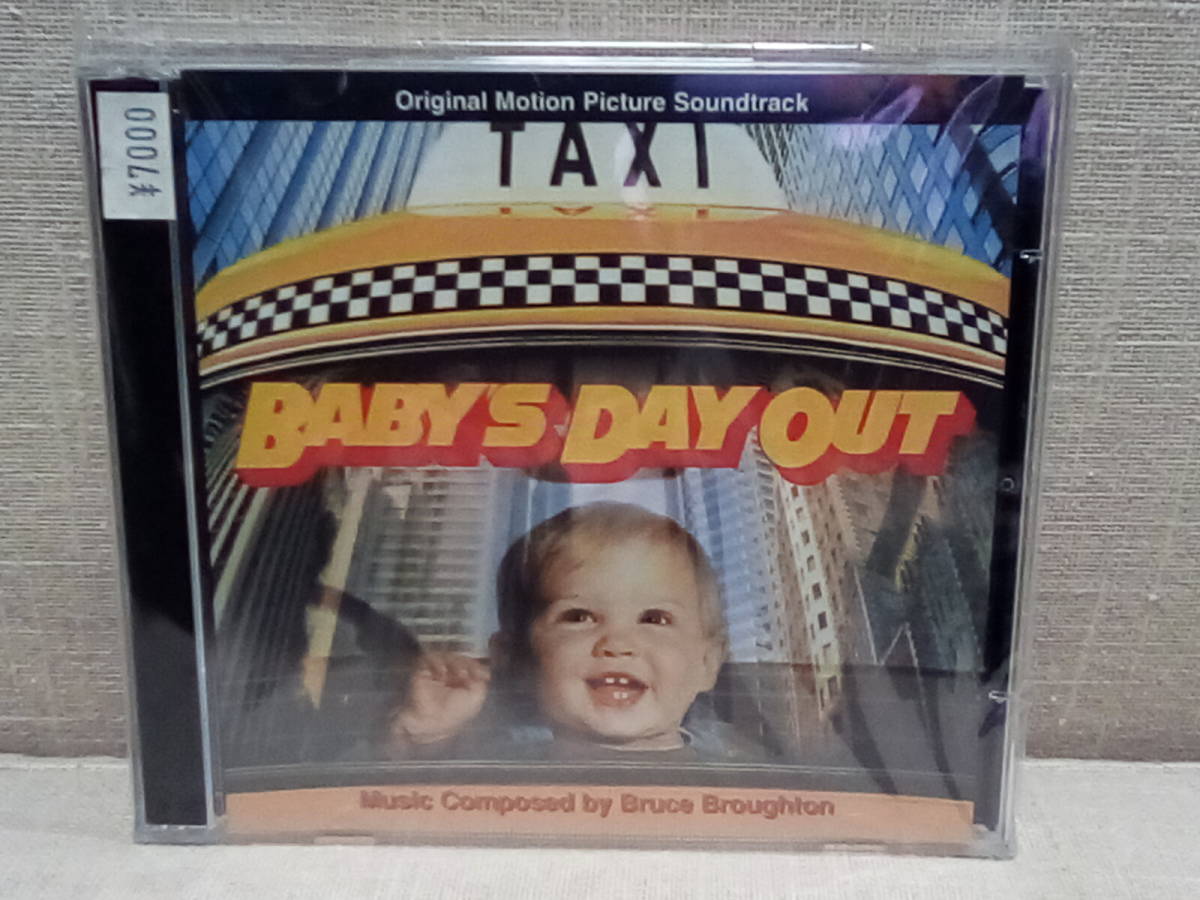 Original Motion Picture Soundtrack
¥7000
TAXI
BABY'S DAY OUT
Music Composed by Bruce Broughton